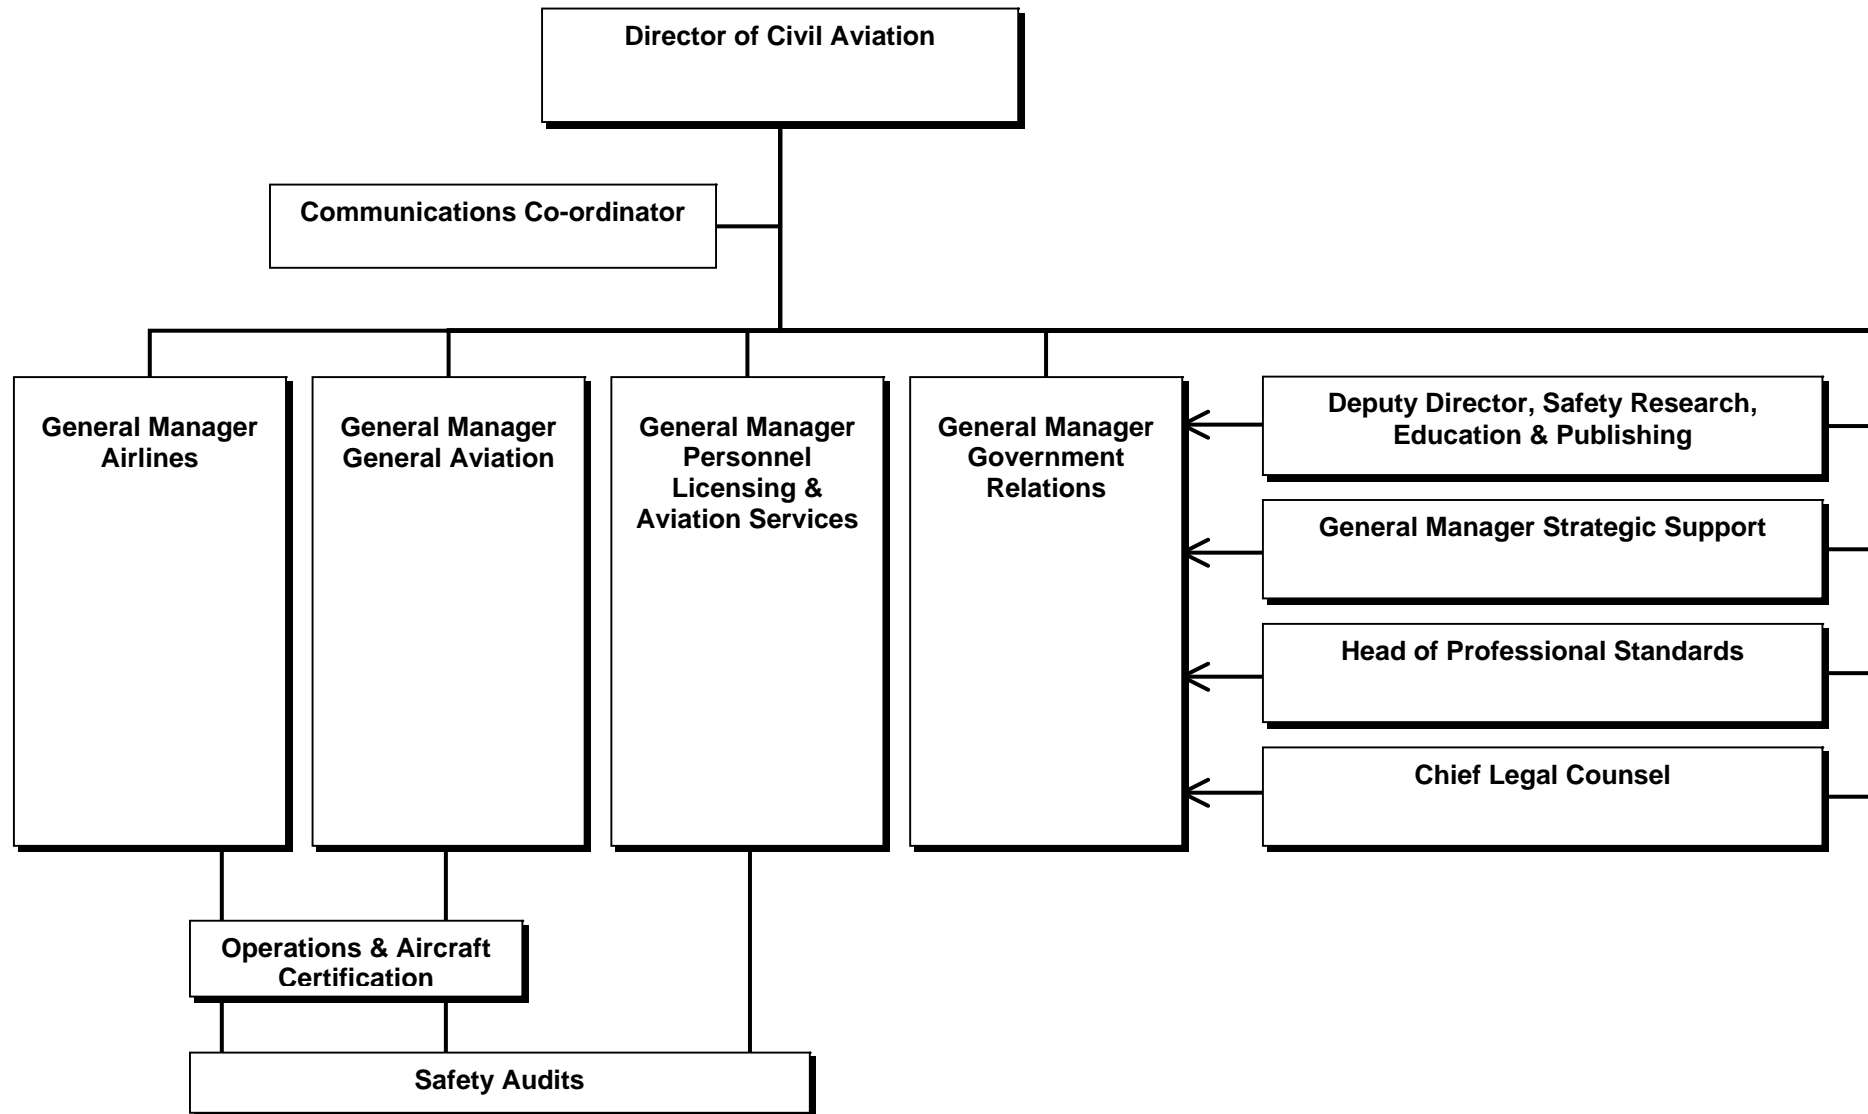 Director of Civil Aviation
Communications Co-ordinator
General Manager
Airlines
General Manager
General Aviation
General Manager
Personnel
Licensing &
Aviation Services
General Manager
Government
Relations
Deputy Director, Safety Research,
Education & Publishing
General Manager Strategic Support
Head of Professional Standards
Chief Legal Counsel
Operations & Aircraft
Certification
Safety Audits